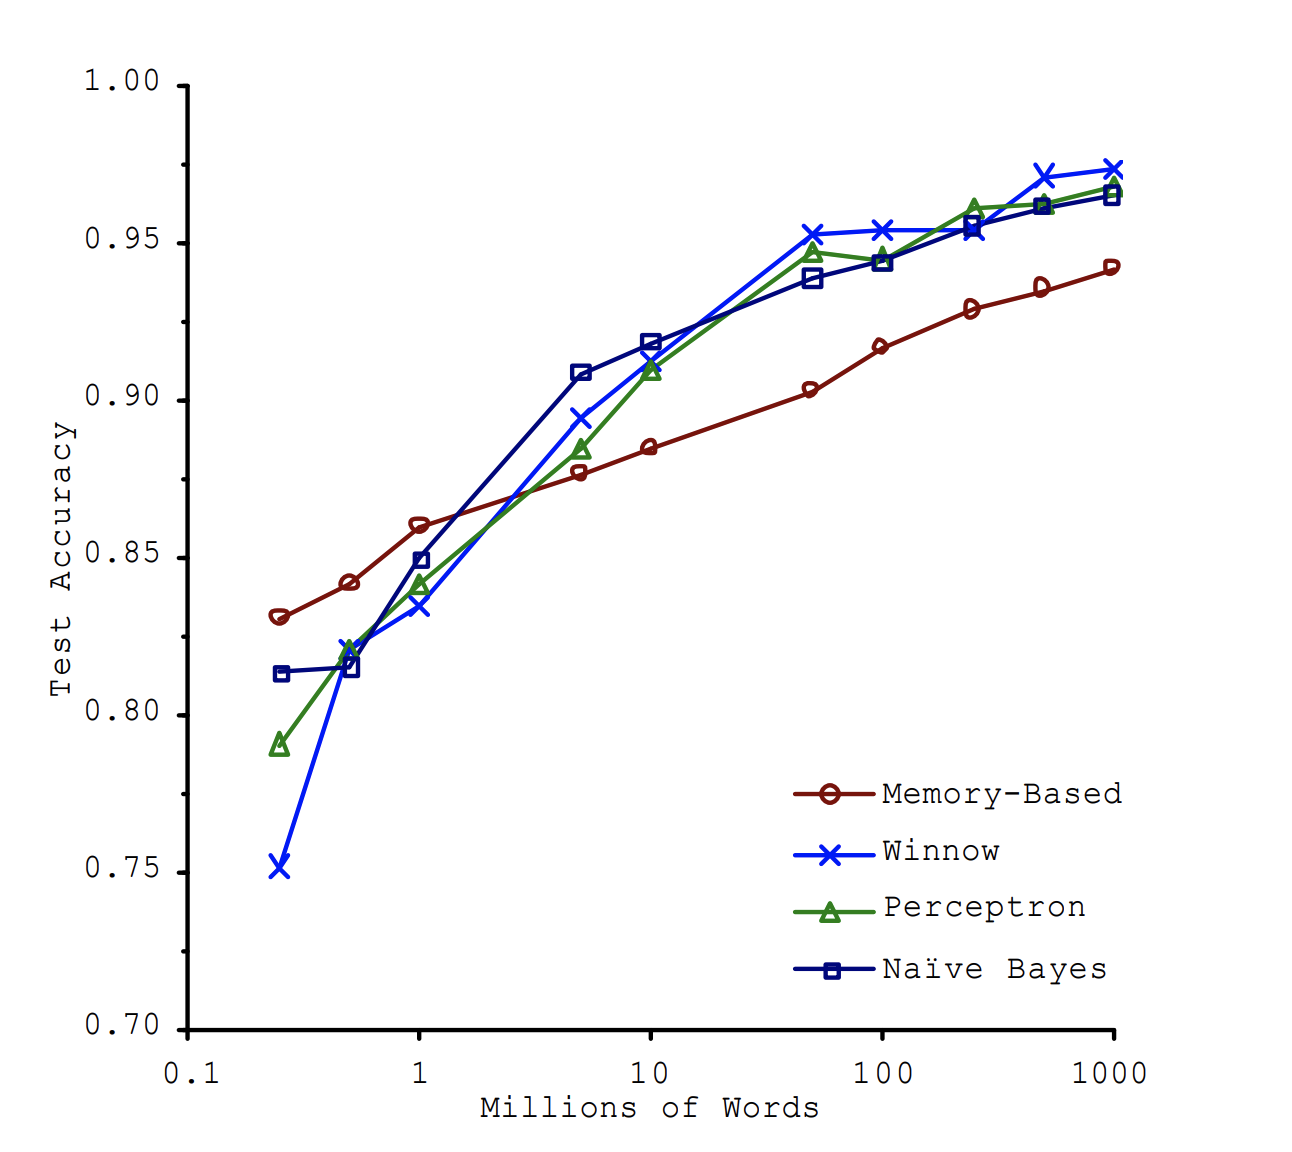 1.00
0.95
0.90
0.85
0.80
0.75
0.70
Test Accuracy
0.1 1 10 100 1000
Millions of Words
Memory-Based
Winnow
Perceptron
Naïve Bayes